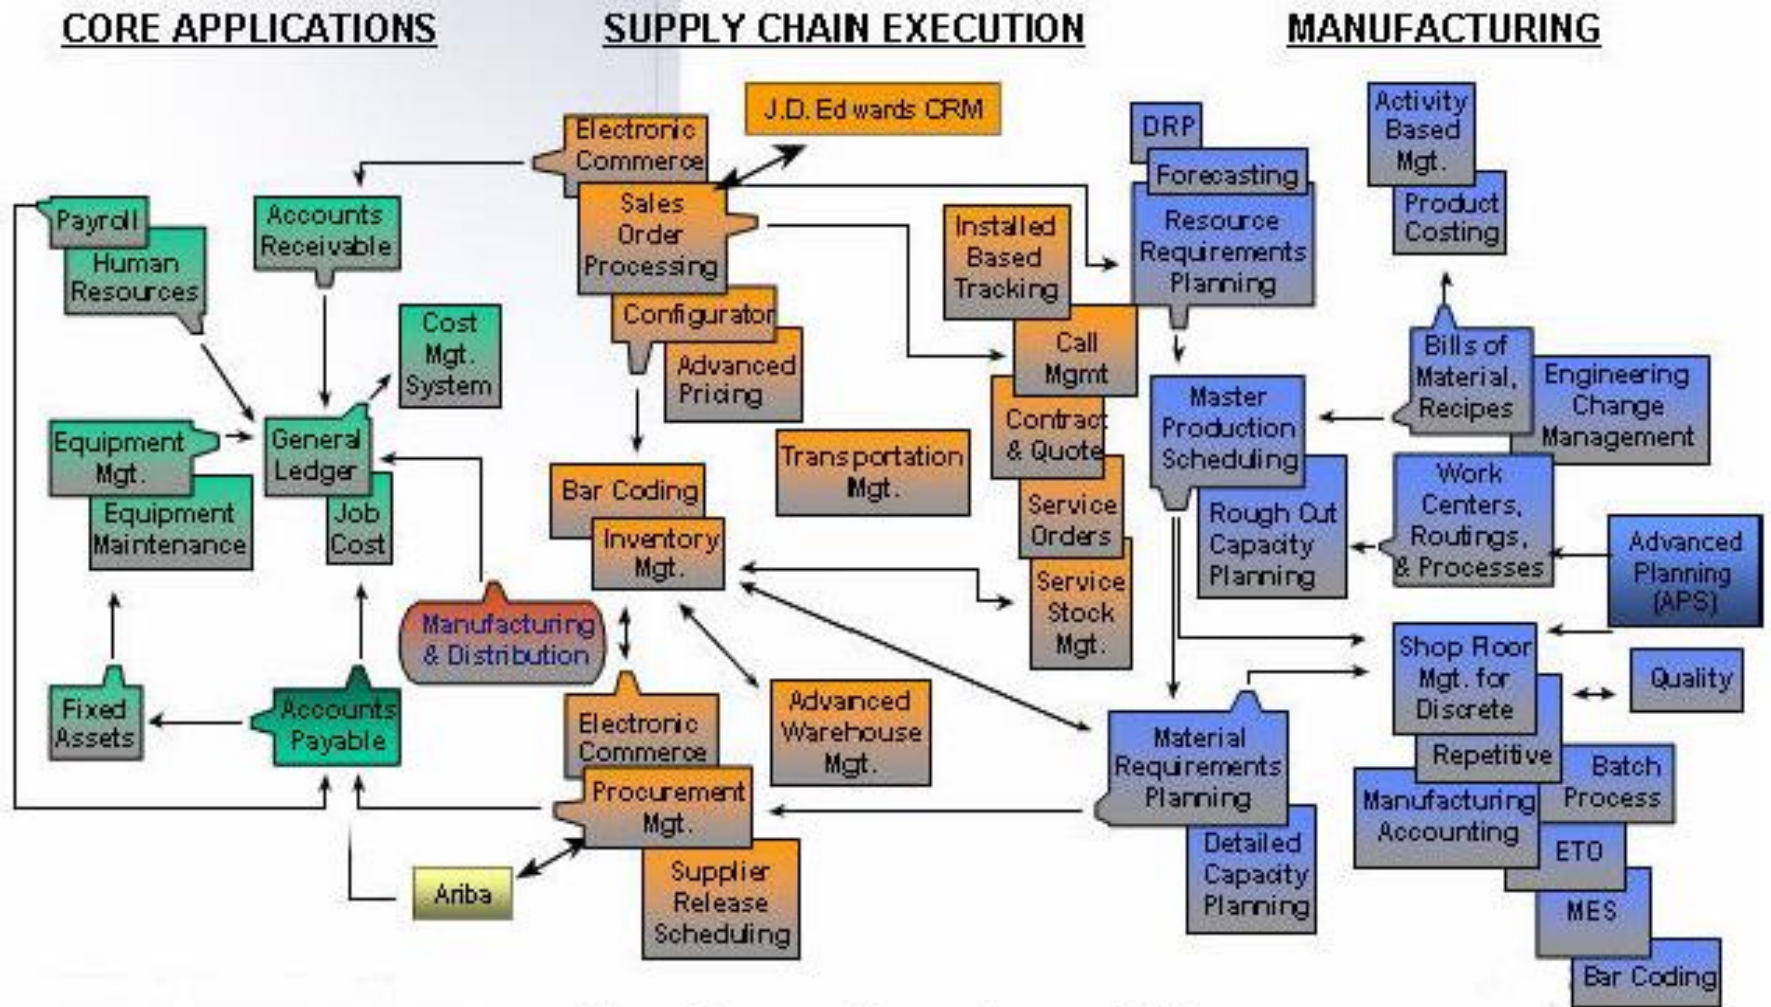 CORE APPLICATIONS
SUPPLY CHAIN EXECUTION
MANUFACTURING
Payroll
Human
Resources
Accounts
Receivable
Cost
Mgt.
System
Equipment
Mgt.
Equipment
Maintenance
General
Ledger
Job
Cost
Manufacturing
& Distribution
Fixed
Assets
Accounts
Payable
Ariba
Electronic
Commerce
J.D. Edwards CRM
Sales
Order
Processing
Configurator
Advanced
Pricing
Installed
Based
Tracking
Call
Mgmt
Contract
& Quote
Service
Orders
Service
Stock
Mgt.
Transportation
Mgt.
Bar Coding
Inventory
Mgt.
Advanced
Warehouse
Mgt.
Electronic
Commerce
Procurement
Mgt.
Supplier
Release
Scheduling
DRP
Forecasting
Resource
Requirements
Planning
Activity
Based
Mgt.
Product
Costing
Bills of
Material,
Recipes
Engineering
Change
Management
Master
Production
Scheduling
Rough Cut
Capacity
Planning
Work
Centers,
Routings,
& Processes
Advanced
Planning
(APS)
Shop Floor
Mgt. for
Discrete
Quality
Repetitive
Batch
Process
Manufacturing
Accounting
ETO
MES
Bar Coding
Material
Requirements
Planning
Detailed
Capacity
Planning